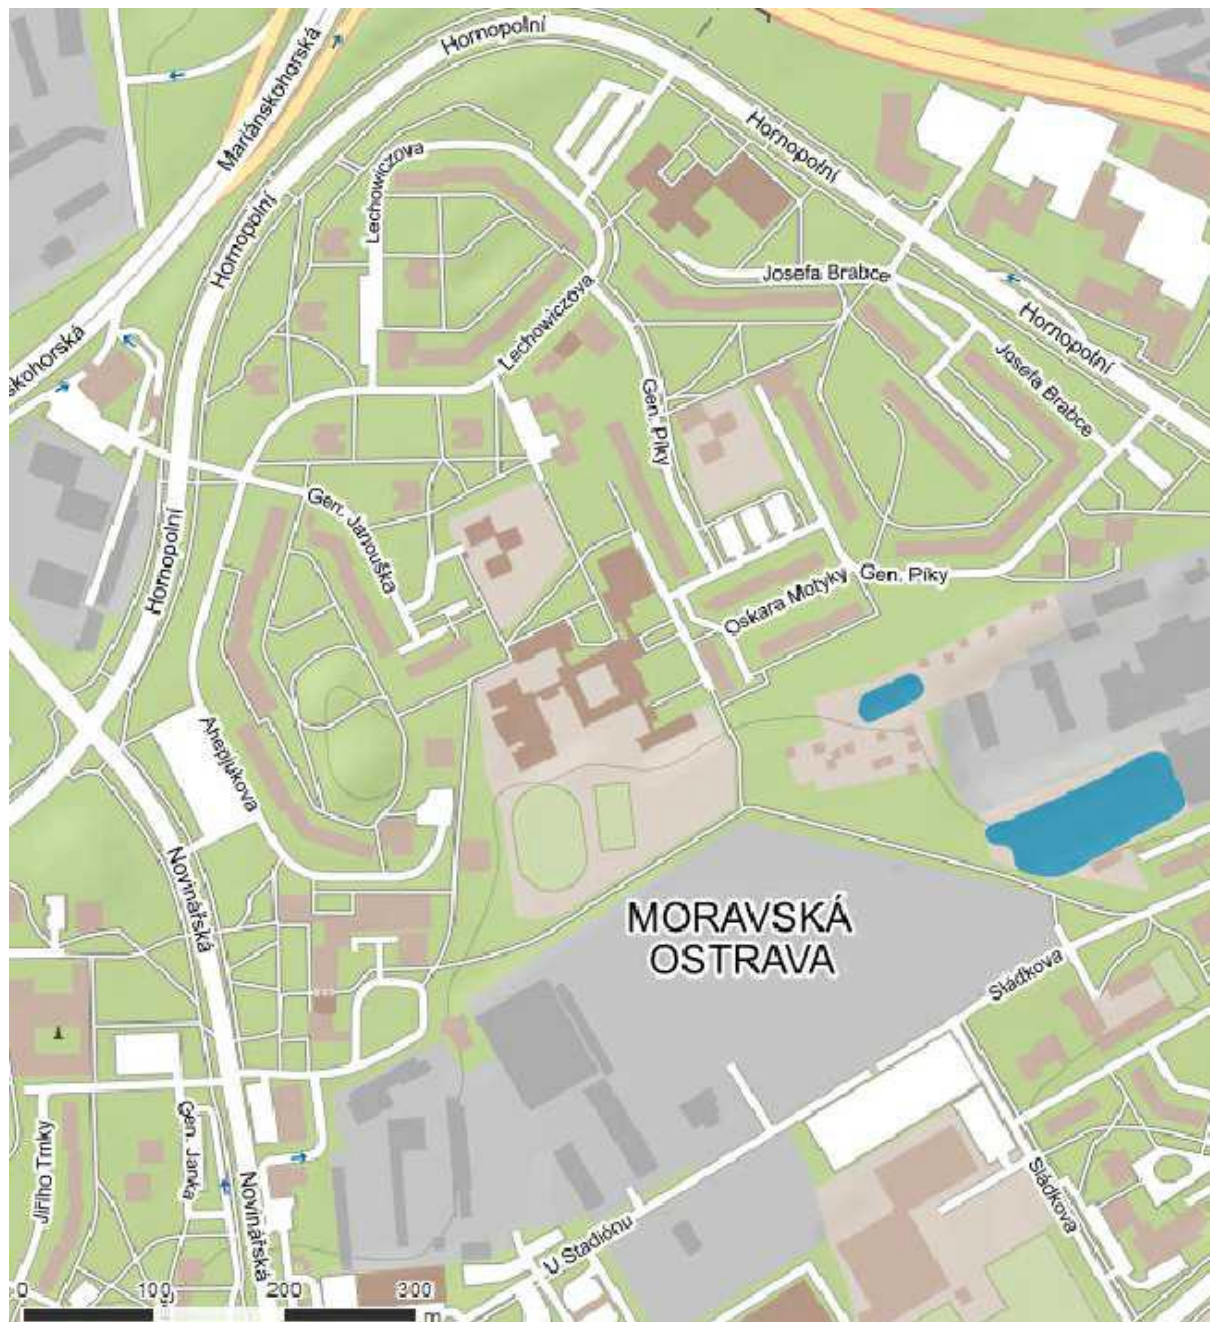 Hornopolní
Mariánskohorská
Hornopolní
Lechowiczova
Lechowiczova
Hornopolní
Josefa Brabce
skohorská
Lechowiczova
Hornopolní
Josefa Brabce
Gen. Píky
Gen. Janouška
Hornopolní
Gen. Píky
Oskara Motyky
Ahepjukova
Novinářská
MORAVSKÁ
OSTRAVA
Sládkova
Gen. Janka
Jiřího Trnky
Novinářská
Sládkova
U Stadiónu
0 100 200 300
m